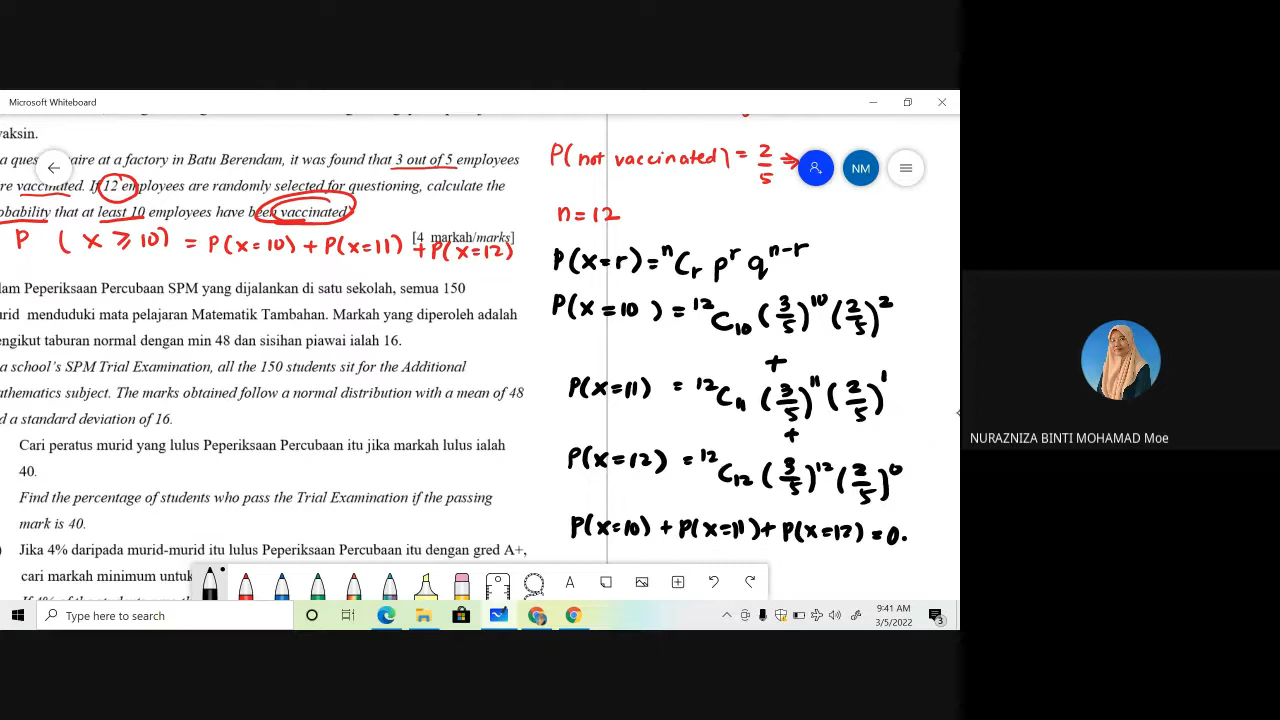 Microsoft Whiteboard
vaksin.
a at a factory in Batu Berendam, it was found that 3 out of 5 employees
re vaccinated. If 12 employees are randomly selected for questioning, calculate the
obability that at least 10 employees have been vaccinated.
[4 markah/marks]
P (X ≥ 10) = P(X=10) + P(X=11) + P(X=12)
lam Peperiksaan Percubaan SPM yang dijalankan di satu sekolah, semua 150
urid menduduki mata pelajaran Matematik Tambahan. Markah yang diperoleh adalah
engikut taburan normal dengan min 48 dan sisihan piawai ialah 16.
a school's SPM Trial Examination, all the 150 students sit for the Additional
athematics subject. The marks obtained follow a normal distribution with a mean of 48
d a standard deviation of 16.
Cari peratus murid yang lulus Peperiksaan Percubaan itu jika markah lulus ialah
40.
Find the percentage of students who pass the Trial Examination if the passing
mark is 40.
) Jika 4% daripada murid-murid itu lulus Peperiksaan Percubaan itu dengan gred A+,
cari markah minimum untuk
P(not vaccinated) = 2/5 →
NM
n = 12
P(X=r) = ⁿCᵣ pʳ qⁿ⁻ʳ
P(X=10) = ¹²C₁₀ (3/5)¹⁰ (2/5)²
+
P(X=11) = ¹²C₁₁ (3/5)¹¹ (2/5)¹
+
P(X=12) = ¹²C₁₂ (3/5)¹² (2/5)⁰
P(X=10) + P(X=11) + P(X=12) = 0.
A
Type here to search
9:41 AM
3/5/2022
3
NURAZNIZA BINTI MOHAMAD Moe